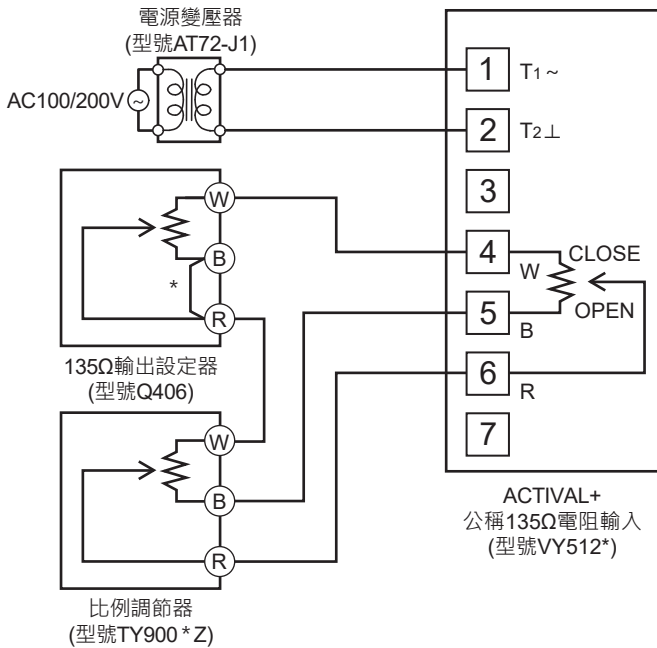 電源變壓器
(型號AT72-J1)
AC100/200V
~
1
T1 ~
2
T2⊥
3
4
W
CLOSE
OPEN
5
B
6
R
7
W
B
*
R
135Ω輸出設定器
(型號Q406)
W
B
R
比例調節器
(型號TY900 * Z)
ACTIVAL+
公稱135Ω電阻輸入
(型號VY512*)